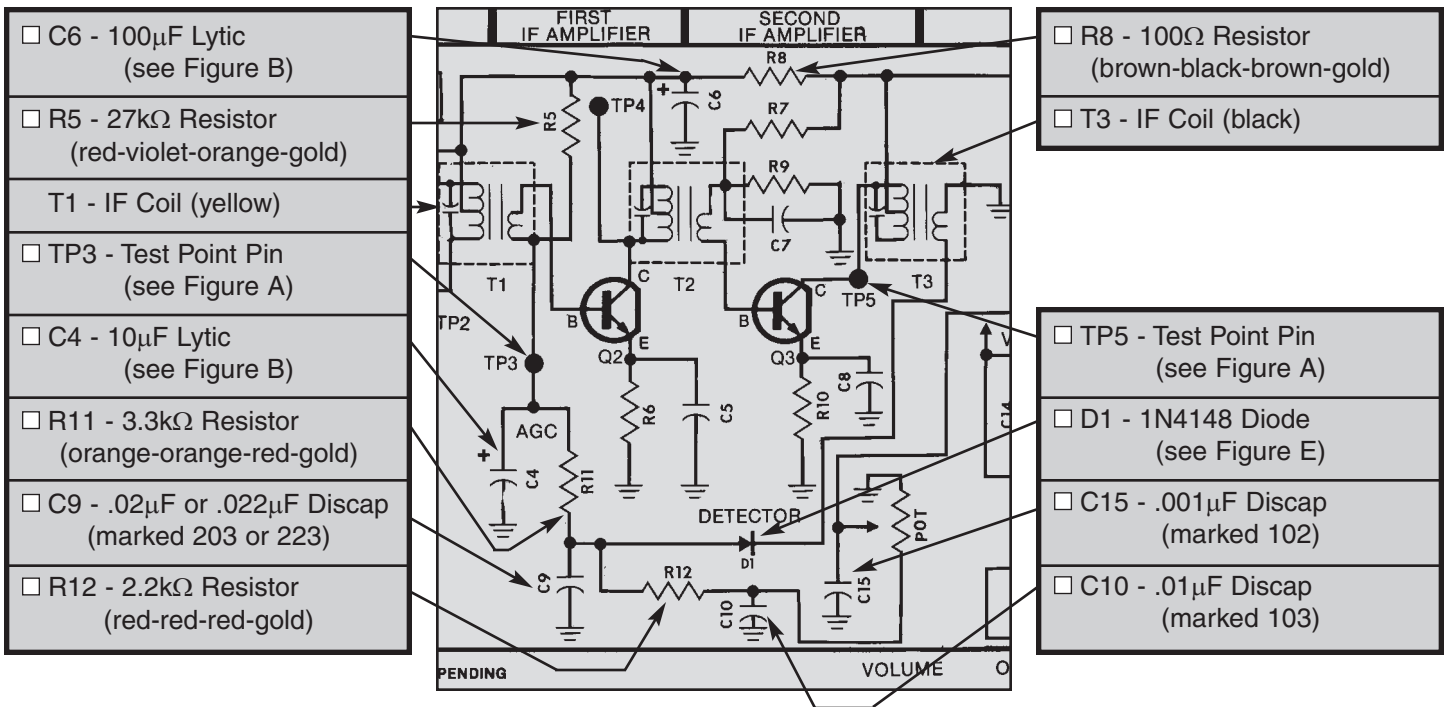 □ C6 - 100μF Lytic
(see Figure B)
□ R5 - 27kΩ Resistor
(red-violet-orange-gold)
T1 - IF Coil (yellow)
□ TP3 - Test Point Pin
(see Figure A)
□ C4 - 10μF Lytic
(see Figure B)
□ R11 - 3.3kΩ Resistor
(orange-orange-red-gold)
□ C9 - .02μF or .022μF Discap
(marked 203 or 223)
□ R12 - 2.2kΩ Resistor
(red-red-red-gold)
FIRST
IF AMPLIFIER
SECOND
IF AMPLIFIER
R8
+
C6
TP4
R5
R7
R9
C7
T1
T2
T3
TP2
C
B
E
Q2
C
B
E
Q3
TP5
TP3
AGC
+
C4
R11
R6
C5
R10
C8
V
C14
DETECTOR
D1
POT
C9
R12
C10
C15
PENDING
VOLUME
O
□ R8 - 100Ω Resistor
(brown-black-brown-gold)
□ T3 - IF Coil (black)
□ TP5 - Test Point Pin
(see Figure A)
□ D1 - 1N4148 Diode
(see Figure E)
□ C15 - .001μF Discap
(marked 102)
□ C10 - .01μF Discap
(marked 103)